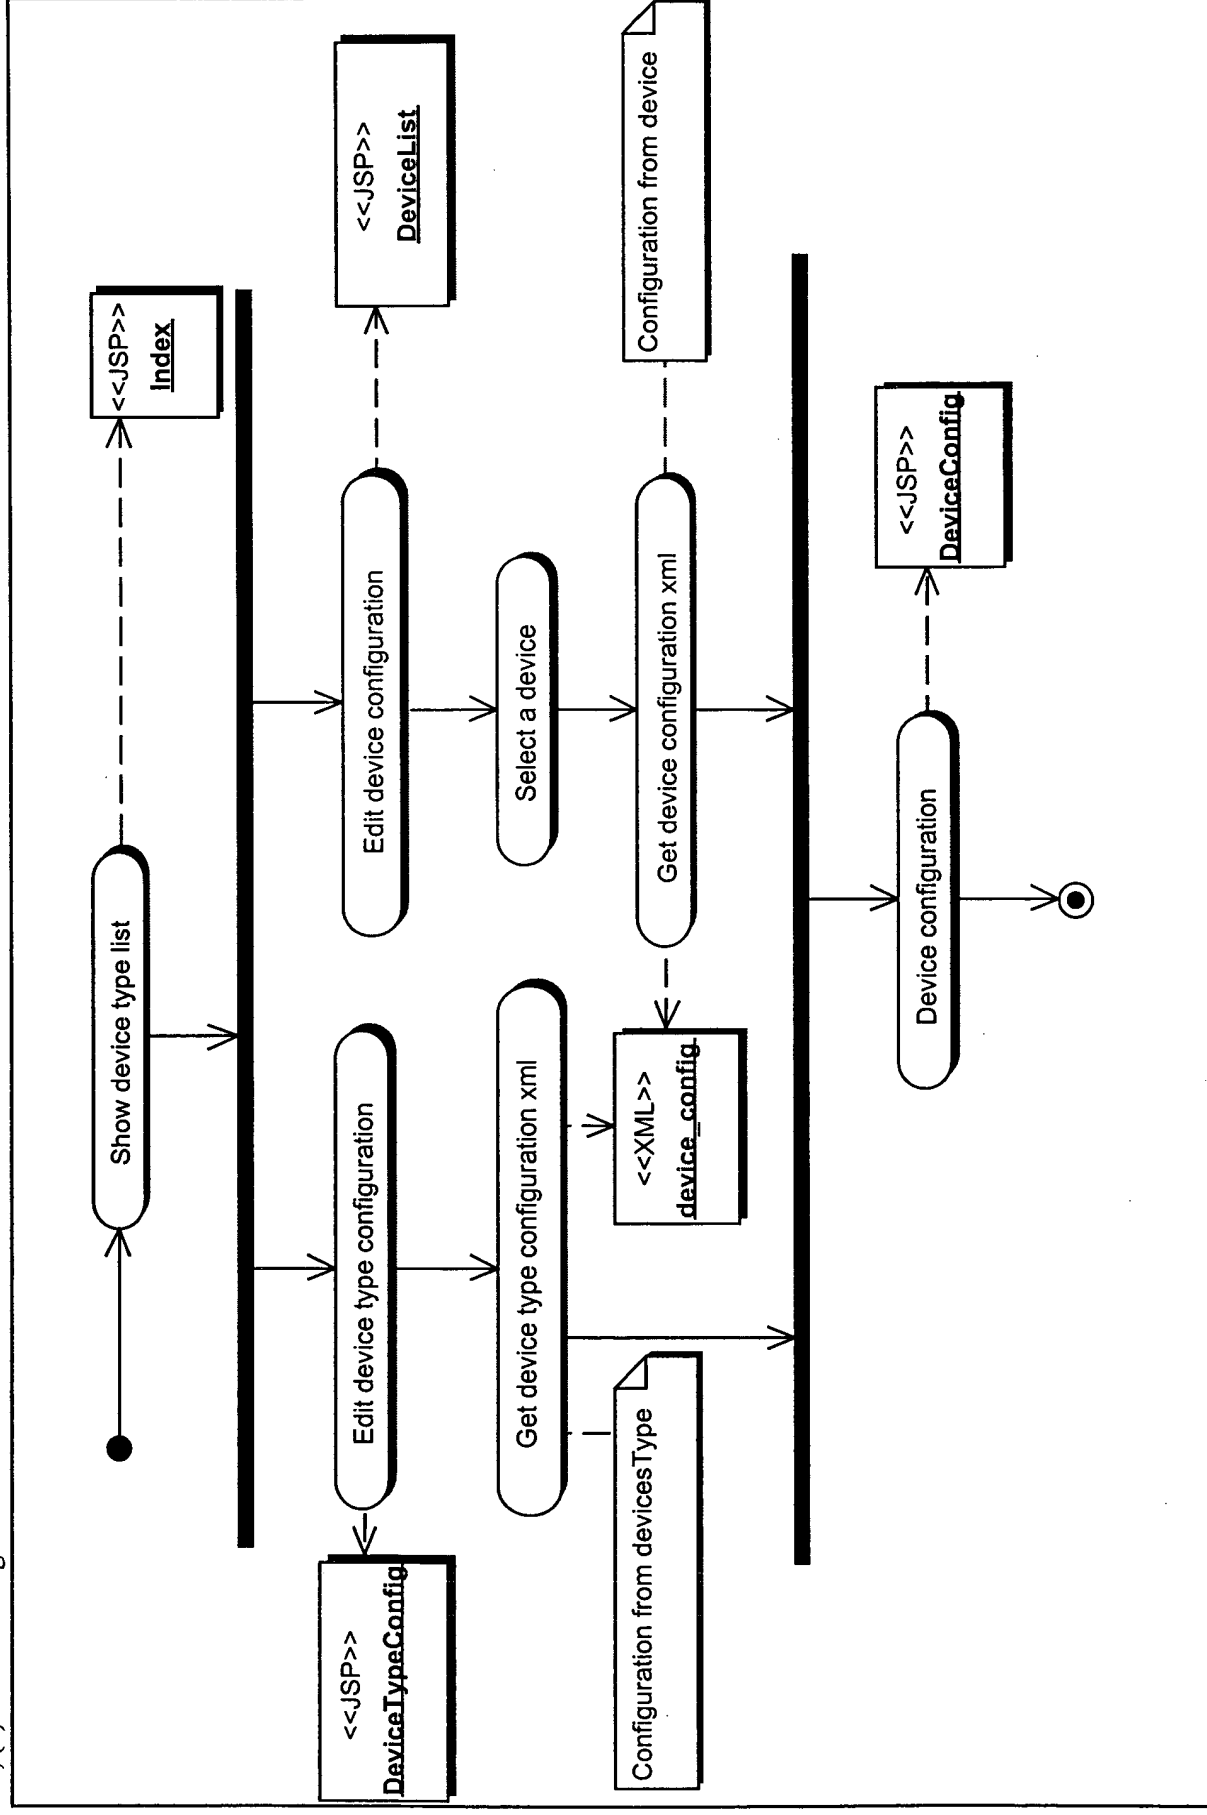 Show device type list
<<JSP>>
Index
<<JSP>>
DeviceTypeConfig
Edit device type configuration
Edit device configuration
<<JSP>>
DeviceList
Get device type configuration xml
Select a device
Configuration from devicesType
<<XML>>
device_config
Get device configuration xml
Configuration from device
Device configuration
<<JSP>>
DeviceConfig